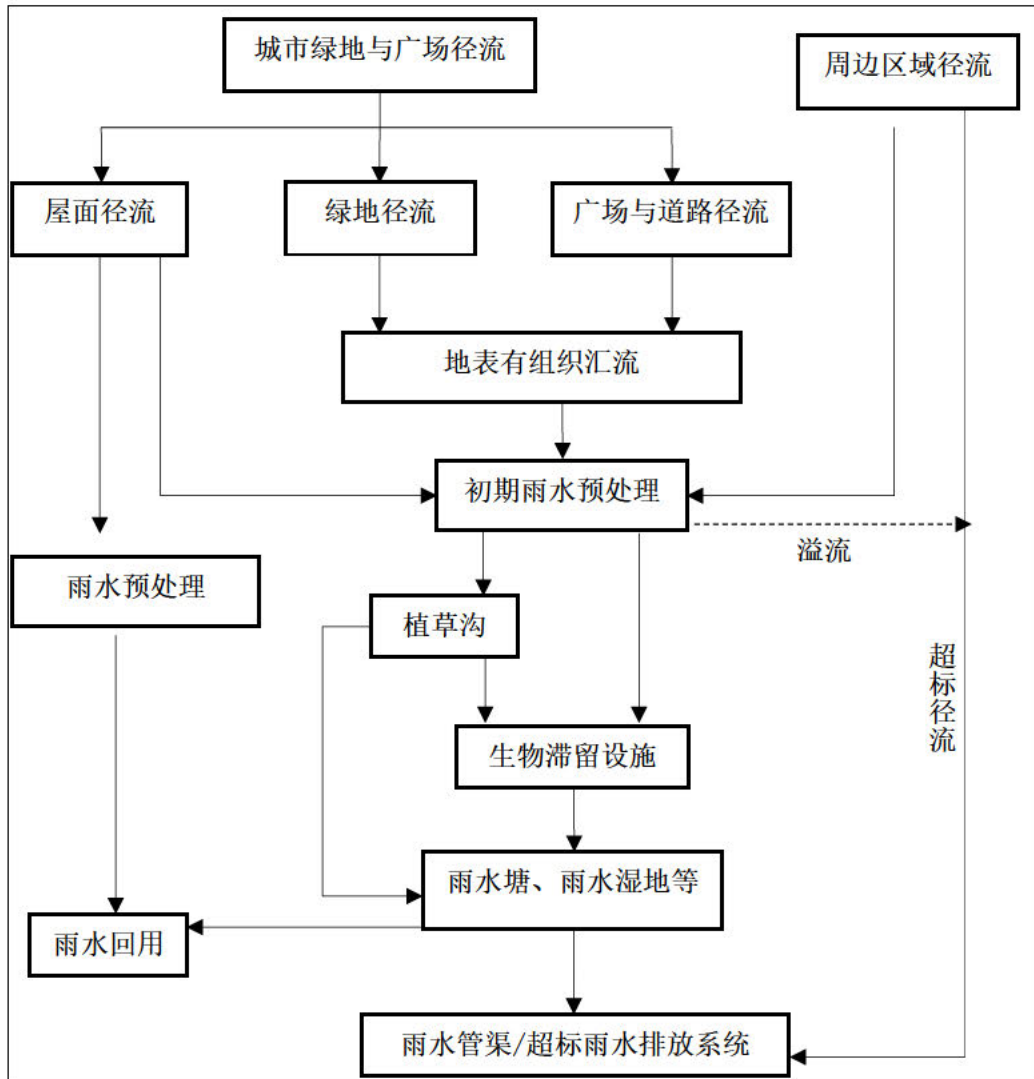 城市绿地与广场径流
周边区域径流
屋面径流
绿地径流
广场与道路径流
地表有组织汇流
初期雨水预处理
溢流
雨水预处理
植草沟
超标径流
生物滞留设施
雨水塘、雨水湿地等
雨水回用
雨水管渠/超标雨水排放系统